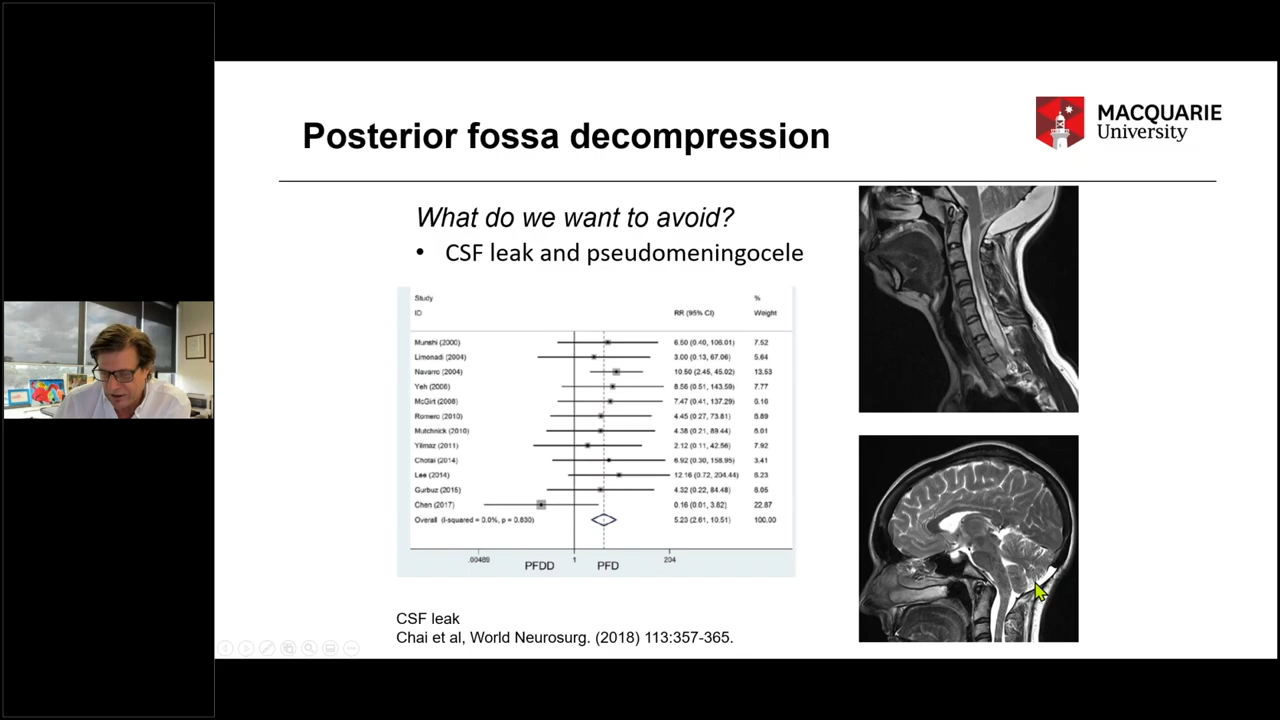 MACQUARIE
University
Posterior fossa decompression
What do we want to avoid?
• CSF leak and pseudomeningocele
Study %
ID RR (95% CI) Weight
Munshi (2000) 6.50 (0.40, 106.01) 7.52
Limonadi (2004) 3.00 (0.13, 67.06) 5.64
Navarro (2004) 10.50 (2.45, 45.02) 13.53
Yeh (2006) 8.56 (0.51, 143.50) 7.77
McGirt (2008) 7.47 (0.41, 137.29)
Romero (2010) 4.45 (0.27, 73.81)
Mutchnick (2010) 4.38 (0.21, 89.44)
Yilmaz (2011) 2.12 (0.11, 42.56) 7.92
Chotai (2014) 6.92 (0.30, 158.95) 3.41
Lee (2014) 12.16 (0.72, 204.44)
Gurbuz (2015) 4.32 (0.22, 84.48)
Chen (2017) 0.16 (0.01, 3.82) 22.87
Overall (I-squared = 0.0%, p = 0.830) 5.23 (2.61, 10.51) 100.00
1 204
PFDD PFD
CSF leak
Chai et al, World Neurosurg. (2018) 113:357-365.